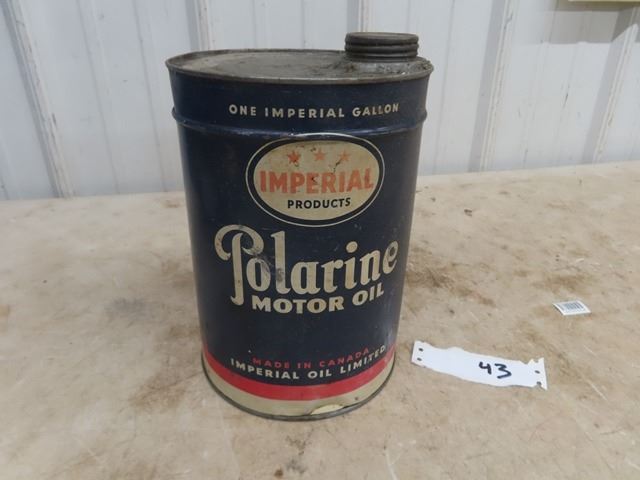 ONE IMPERIAL GALLON
IMPERIAL
PRODUCTS
Polarine
MOTOR OIL
MADE IN CANADA
IMPERIAL OIL LIMITED
43